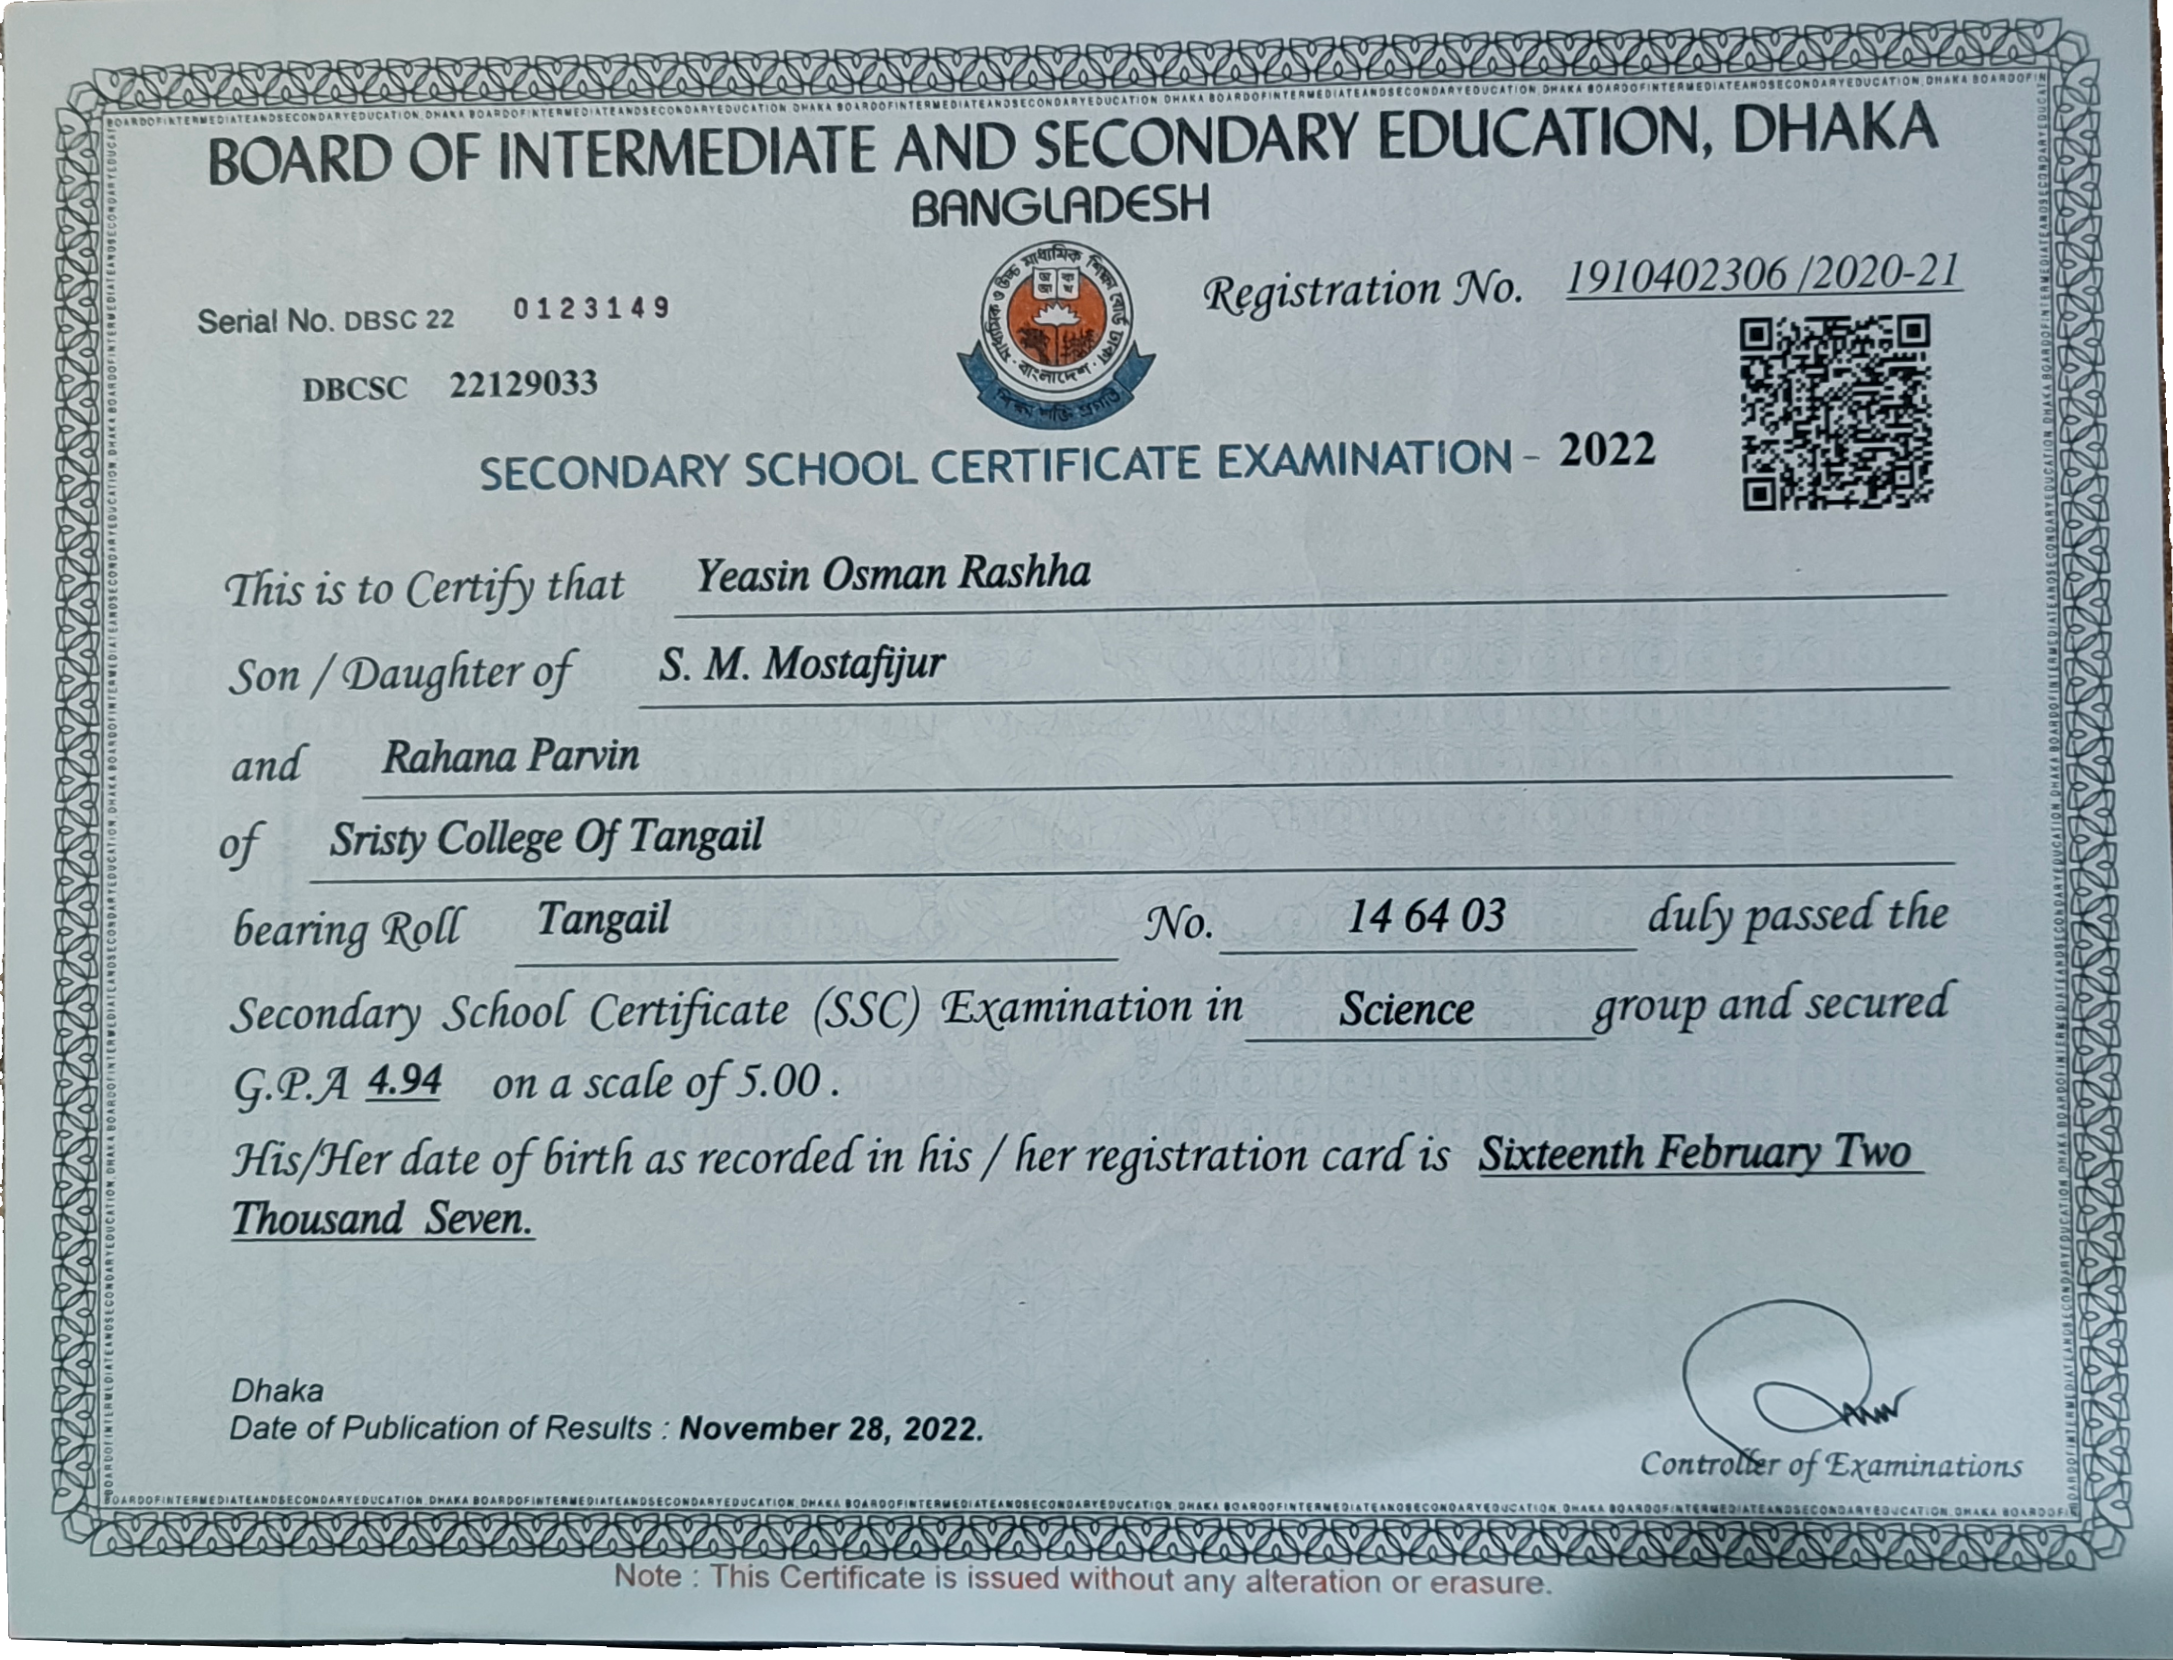 BOARD OF INTERMEDIATE AND SECONDARY EDUCATION, DHAKA
BANGLADESH
মাধ্যমিক ও উচ্চ মাধ্যমিক শিক্ষা বোর্ড ঢাকা
অ ক
আ খ
বাংলাদেশ
Registration No. 1910402306 /2020-21
Serial No. DBSC 22 0123149
DBCSC 22129033
SECONDARY SCHOOL CERTIFICATE EXAMINATION - 2022
This is to Certify that Yeasin Osman Rashha
Son / Daughter of S. M. Mostafijur
and Rahana Parvin
of Sristy College Of Tangail
bearing Roll Tangail No. 14 64 03 duly passed the
Secondary School Certificate (SSC) Examination in Science group and secured
G.P.A 4.94 on a scale of 5.00 .
His/Her date of birth as recorded in his / her registration card is Sixteenth February Two
Thousand Seven.
Dhaka
Date of Publication of Results : November 28, 2022.
Controller of Examinations
Note : This Certificate is issued without any alteration or erasure.